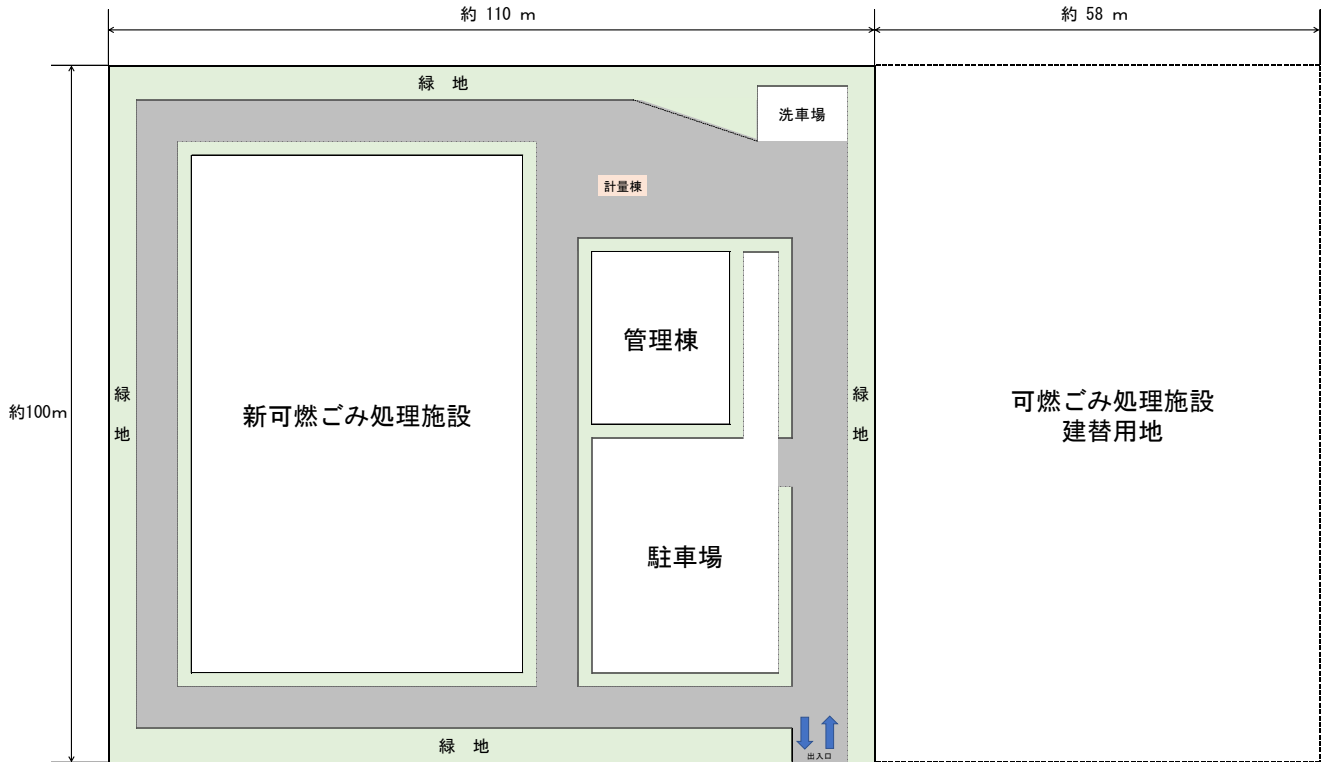 約 110 m
約 58 m
緑 地
洗車場
計量棟
管理棟
約100m
緑
地
新可燃ごみ処理施設
緑
地
可燃ごみ処理施設
建替用地
駐車場
緑 地
出入口